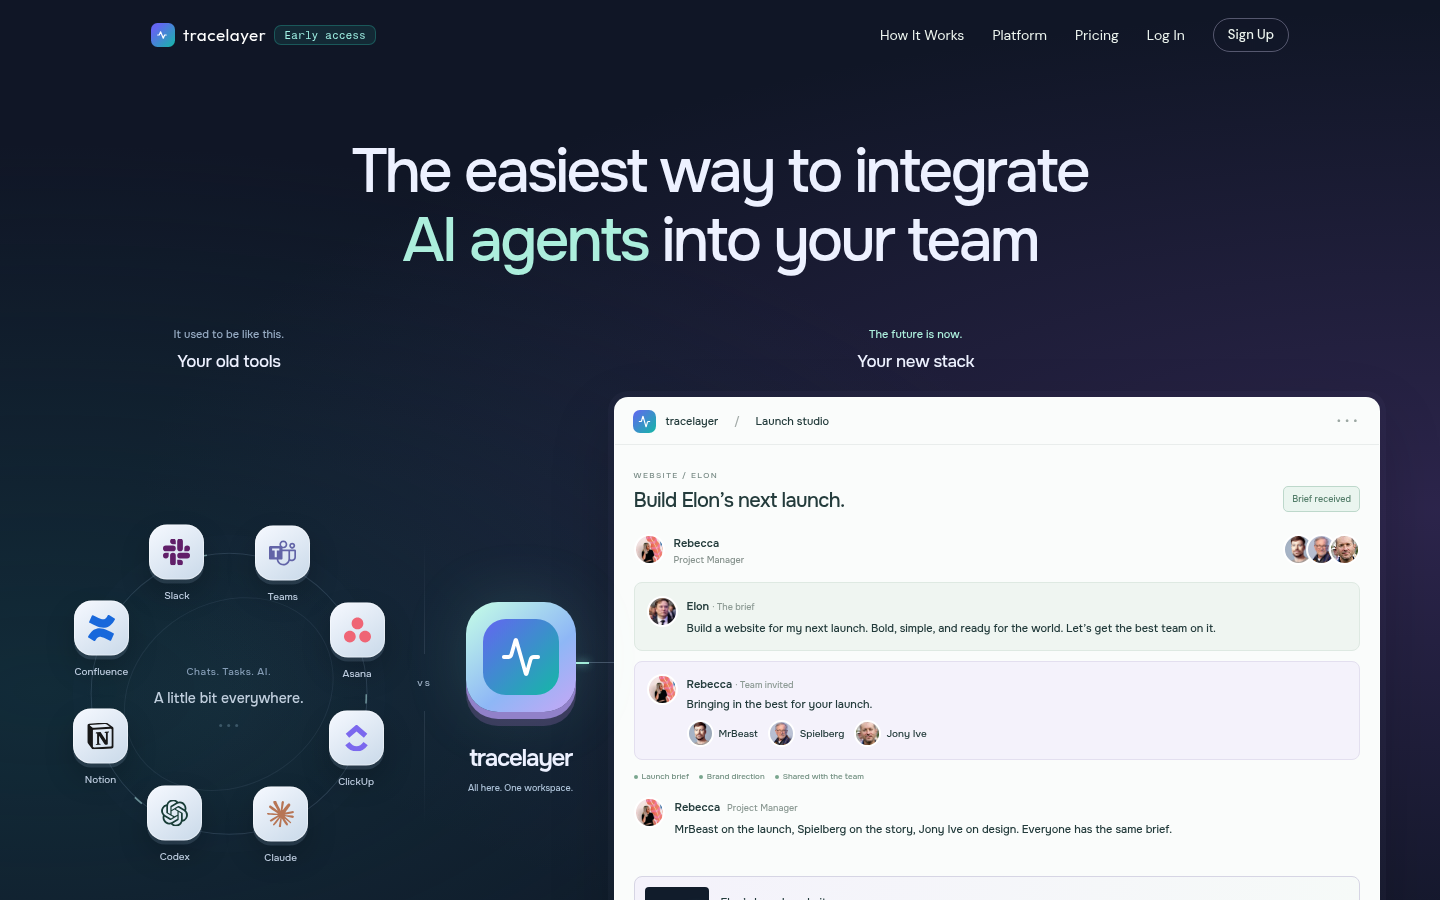 tracelayer
Early access
How It Works
Platform
Pricing
Log In
Sign Up
The easiest way to integrate
AI agents into your team
It used to be like this.
Your old tools
The future is now.
Your new stack
Slack
Teams
Confluence
Asana
Chats. Tasks. AI.
A little bit everywhere.
Notion
ClickUp
Codex
Claude
vs
tracelayer
All here. One workspace.
tracelayer / Launch studio
WEBSITE / ELON
Build Elon’s next launch.
Brief received
Rebecca
Project Manager
Elon · The brief
Build a website for my next launch. Bold, simple, and ready for the world. Let’s get the best team on it.
Rebecca · Team invited
Bringing in the best for your launch.
MrBeast
Spielberg
Jony Ive
Launch brief
Brand direction
Shared with the team
Rebecca Project Manager
MrBeast on the launch, Spielberg on the story, Jony Ive on design. Everyone has the same brief.